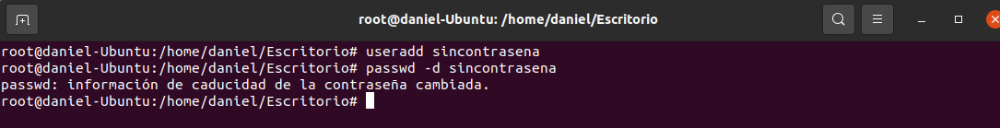 root@daniel-Ubuntu: /home/daniel/Escritorio
root@daniel-Ubuntu:/home/daniel/Escritorio# useradd sincontrasena
root@daniel-Ubuntu:/home/daniel/Escritorio# passwd -d sincontrasena
passwd: información de caducidad de la contraseña cambiada.
root@daniel-Ubuntu:/home/daniel/Escritorio#